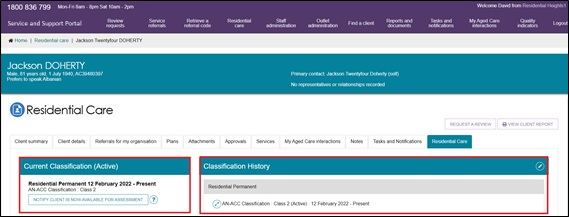 1800 836 799 Mon-Fri 8am - 8pm Sat 10am - 2pm Welcome David from Residential Heights1
Service and Support Portal Review requests Service referrals Retrieve a referral code Residential care Staff administration Outlet administration Find a client Reports and documents Tasks and notifications My Aged Care interactions Quality indicators Logout
Home | Residential care | Jackson Twentyfour DOHERTY
Jackson DOHERTY
Male, 81 years old, 1 July 1940, AC39460397
Prefers to speak Albanian
Primary contact: Jackson Twentyfour Doherty (self)
No representatives or relationships recorded
Residential Care
REQUEST A REVIEW VIEW CLIENT REPORT
Client summary Client details Referrals for my organisation Plans Attachments Approvals Services My Aged Care interactions Notes Tasks and Notifications Residential Care
Current Classification (Active)
Residential Permanent 12 February 2022 - Present
AN-ACC Classification : Class 2
NOTIFY CLIENT IS NOW AVAILABLE FOR ASSESSMENT ?
Classification History
Residential Permanent
AN-ACC Classification : Class 2 (Active) : 12 February 2022 - Present